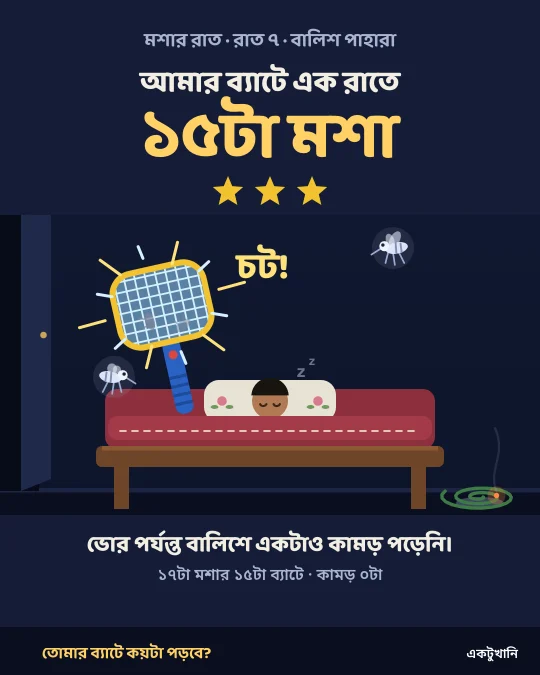 মশার রাত · রাত ৭ · বালিশ পাহারা
আমার ব্যাটে এক রাতে
১৫টা মশা
চট!
z
z
ভোর পর্যন্ত বালিশে একটাও কামড় পড়েনি।
১৭টা মশার ১৫টা ব্যাটে · কামড় ০টা
তোমার ব্যাটে কয়টা পড়বে?
একটুখানি